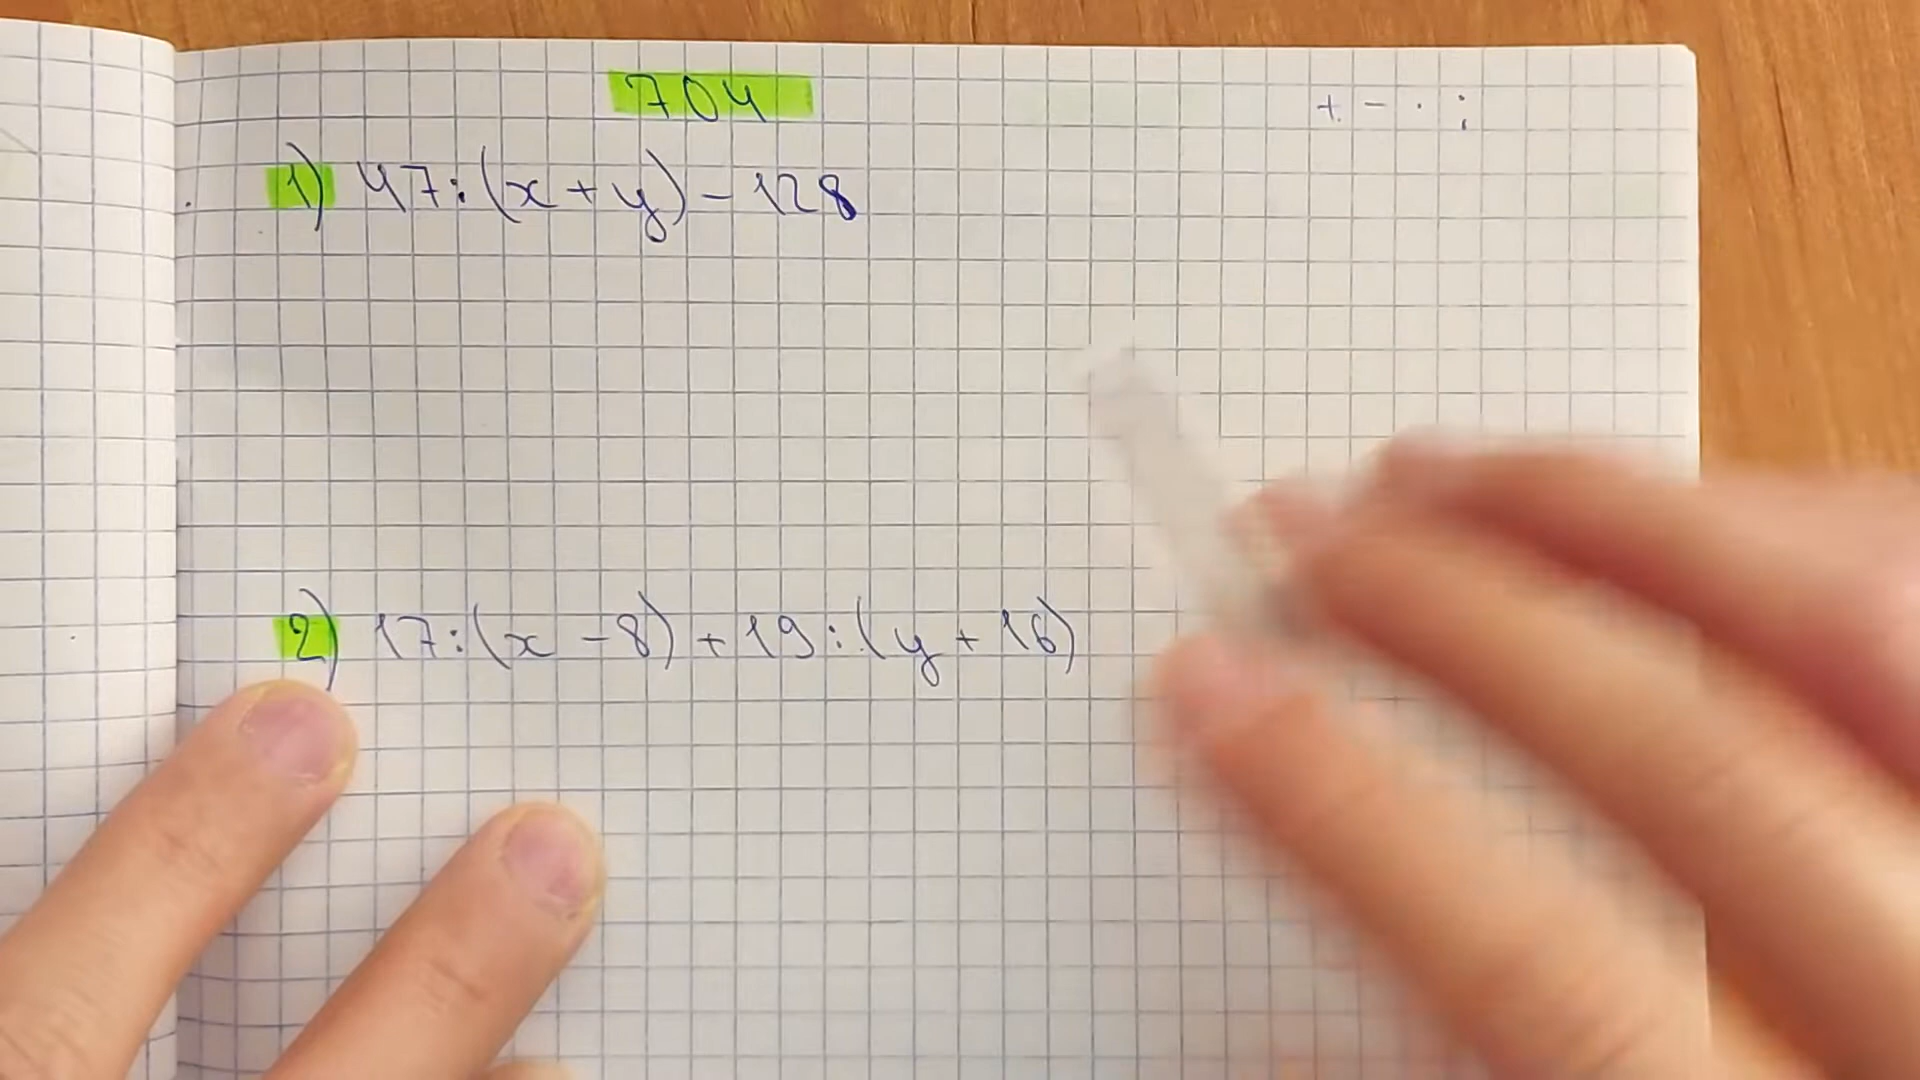 704
+ - · :
1) 47:(x+y)-128
2) 17:(x-8)+19:(y+16)